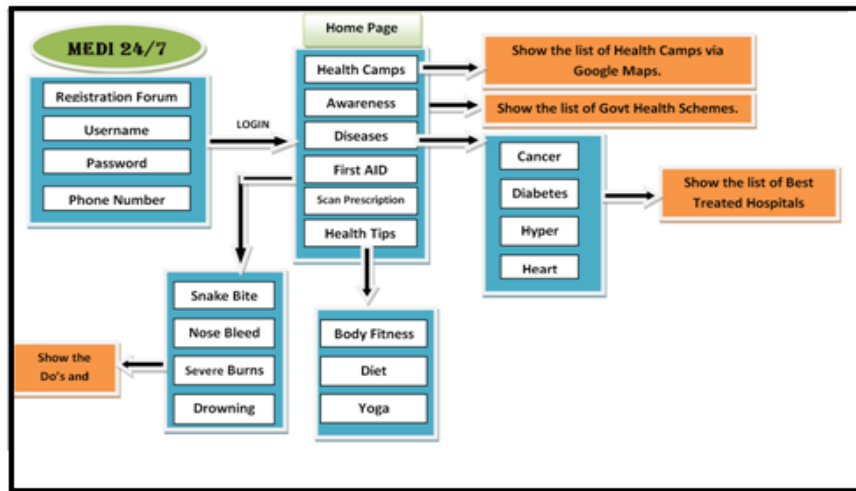 MEDI 24/7
Registration Forum
Username
Password
Phone Number
LOGIN
Home Page
Health Camps
Awareness
Diseases
First AID
Scan Prescription
Health Tips
Show the list of Health Camps via
Google Maps.
Show the list of Govt Health Schemes.
Cancer
Diabetes
Hyper
Heart
Show the list of Best
Treated Hospitals
Snake Bite
Nose Bleed
Severe Burns
Drowning
Show the
Do's and
Body Fitness
Diet
Yoga